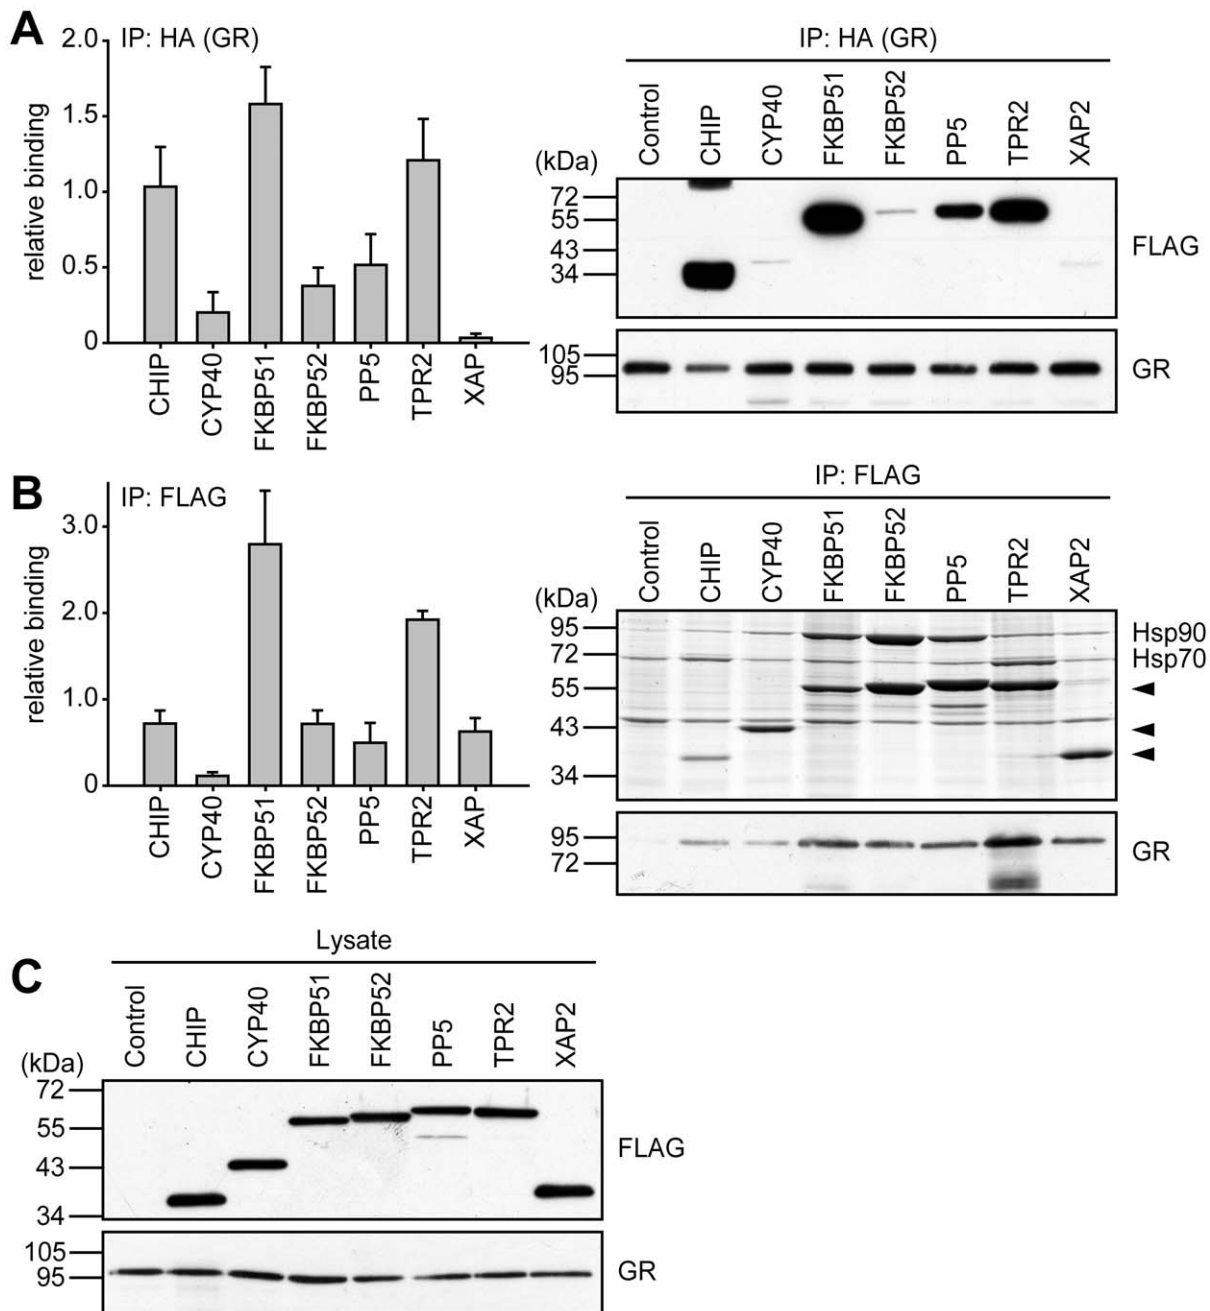 A
IP: HA (GR)
relative binding
2.0
1.5
1.0
0.5
0
CHIP
CYP40
FKBP51
FKBP52
PP5
TPR2
XAP
IP: HA (GR)
Control
CHIP
CYP40
FKBP51
FKBP52
PP5
TPR2
XAP2
(kDa)
72
55
43
34
FLAG
105
95
GR
B
IP: FLAG
relative binding
3.0
2.0
1.0
0
CHIP
CYP40
FKBP51
FKBP52
PP5
TPR2
XAP
IP: FLAG
Control
CHIP
CYP40
FKBP51
FKBP52
PP5
TPR2
XAP2
(kDa)
95
72
55
43
34
Hsp90
Hsp70
95
72
GR
C
Lysate
Control
CHIP
CYP40
FKBP51
FKBP52
PP5
TPR2
XAP2
(kDa)
72
55
43
34
FLAG
105
95
GR